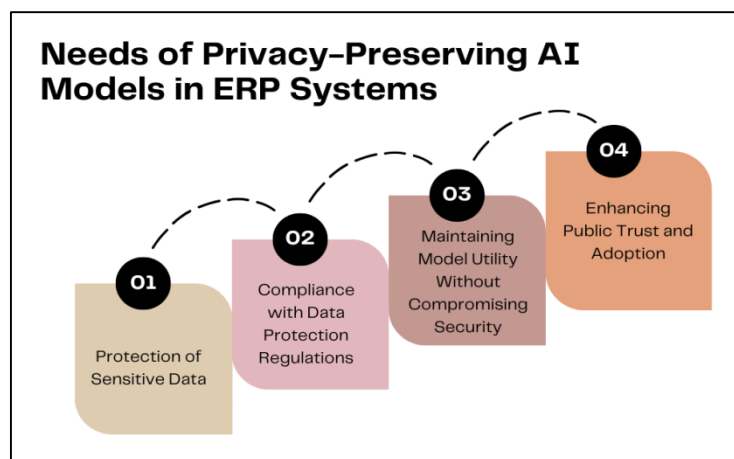 Needs of Privacy-Preserving AI
Models in ERP Systems
01
Protection of
Sensitive Data
02
Compliance
with Data
Protection
Regulations
03
Maintaining
Model Utility
Without
Compromising
Security
04
Enhancing
Public Trust and
Adoption